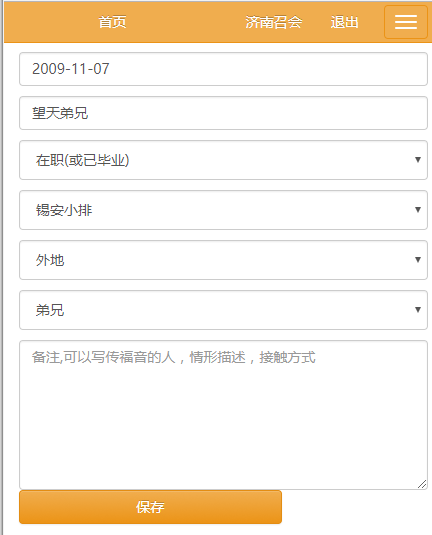 首页 济南召会 退出
2009-11-07
望天弟兄
在职(或已毕业)
锡安小排
外地
弟兄
备注,可以写传福音的人，情形描述，接触方式
保存